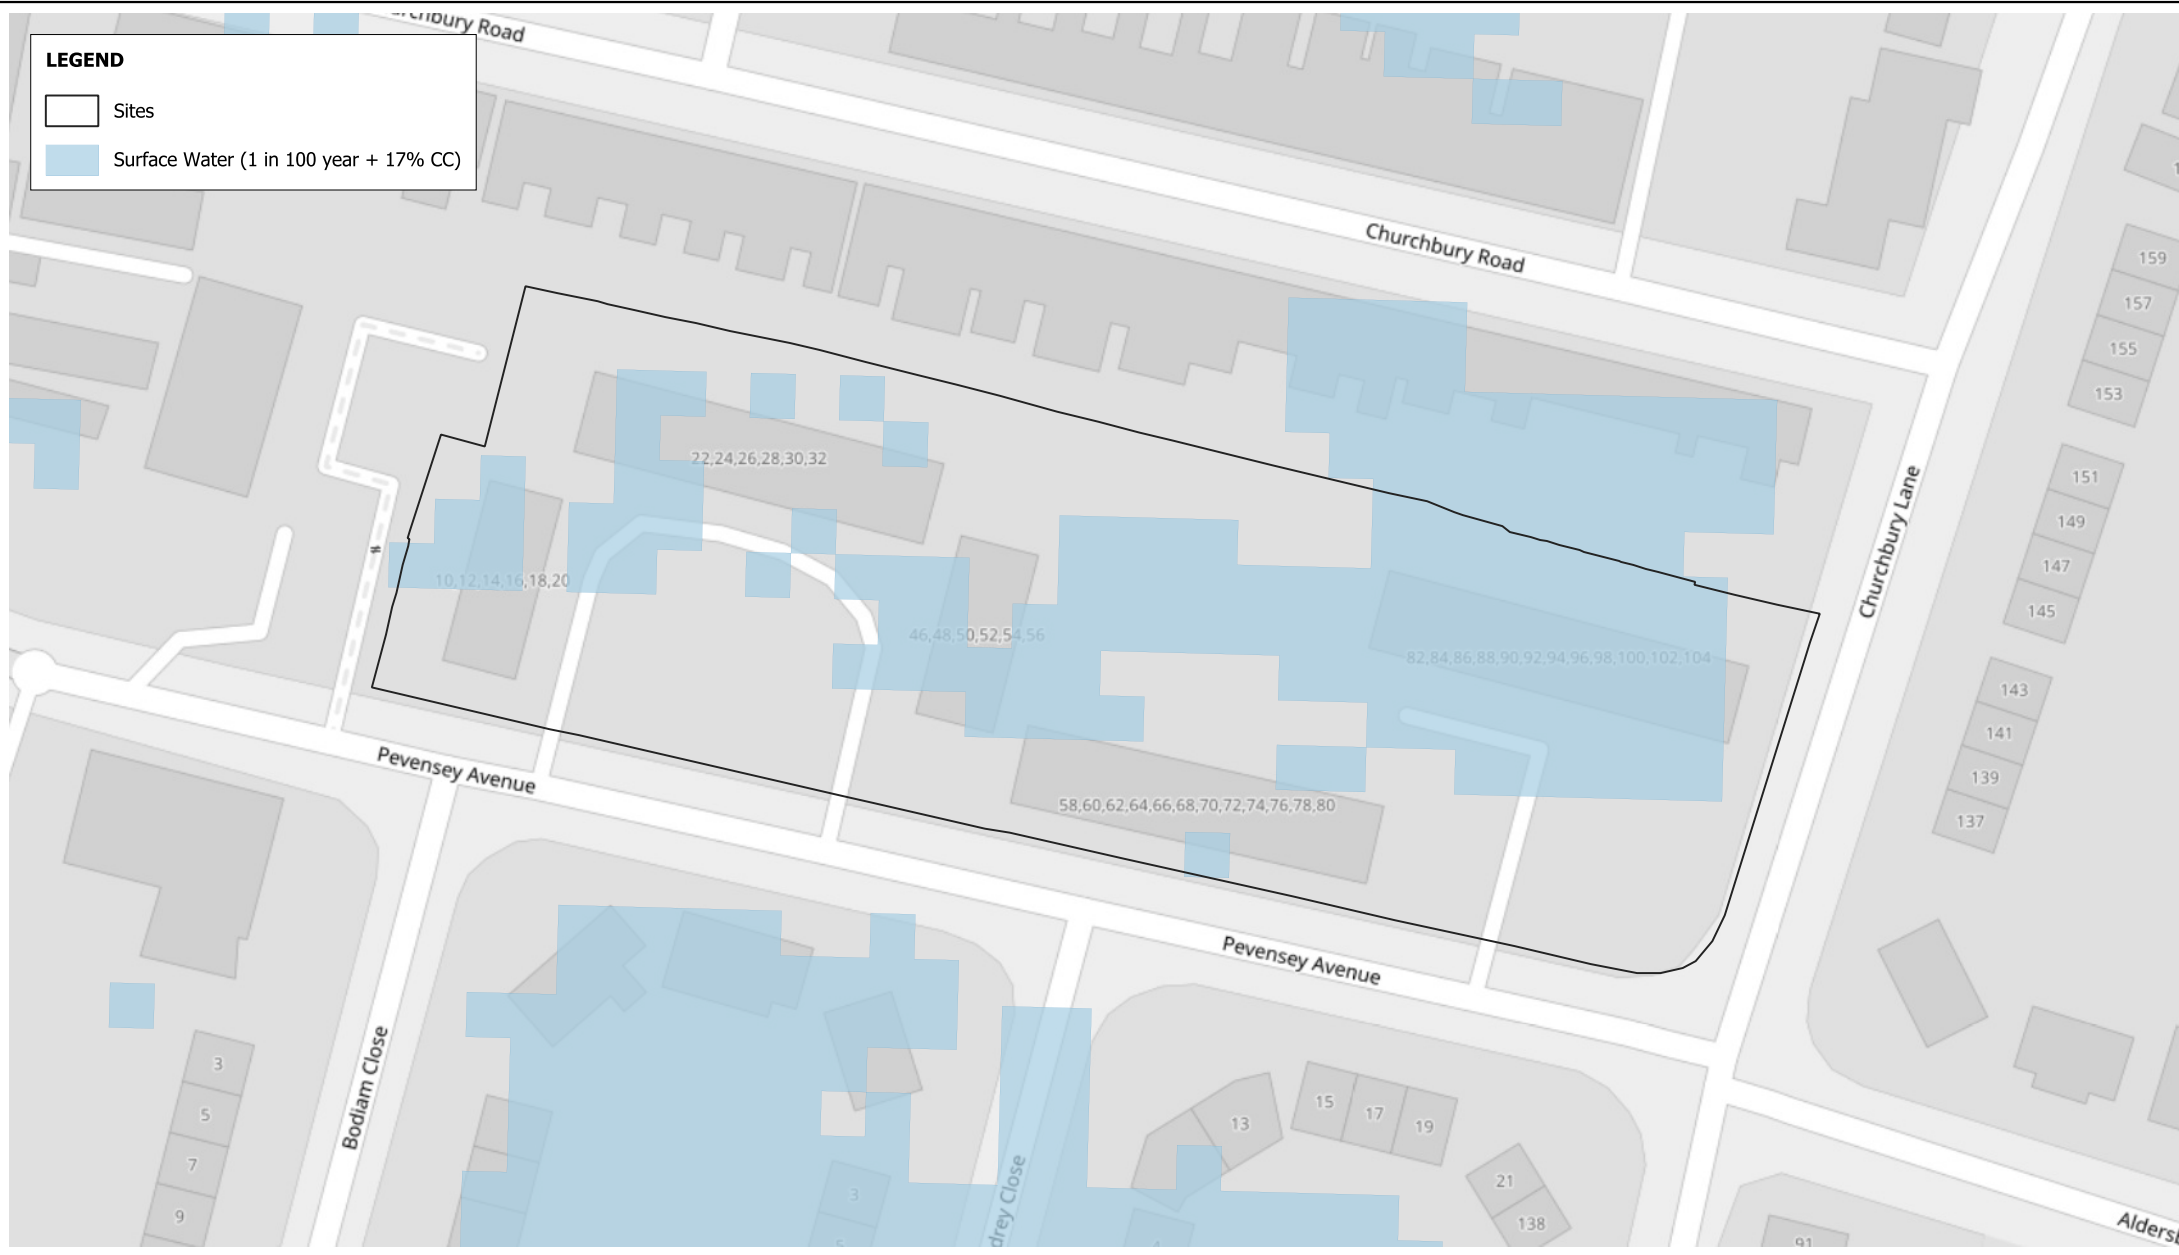 LEGEND
Sites
Surface Water (1 in 100 year + 17% CC)
Road
Churchbury Road
159
157
155
153
151
149
147
145
143
141
139
137
Churchbury Lane
22,24,26,28,30,32
10,12,14,16,18,20
46,48,50,52,54,56
82,84,86,88,90,92,94,96,98,100,102,104
58,60,62,64,66,68,70,72,74,76,78,80
Pevensey Avenue
Pevensey Avenue
Bodiam Close
3
5
7
9
3
13
15
17
19
21
138
Close